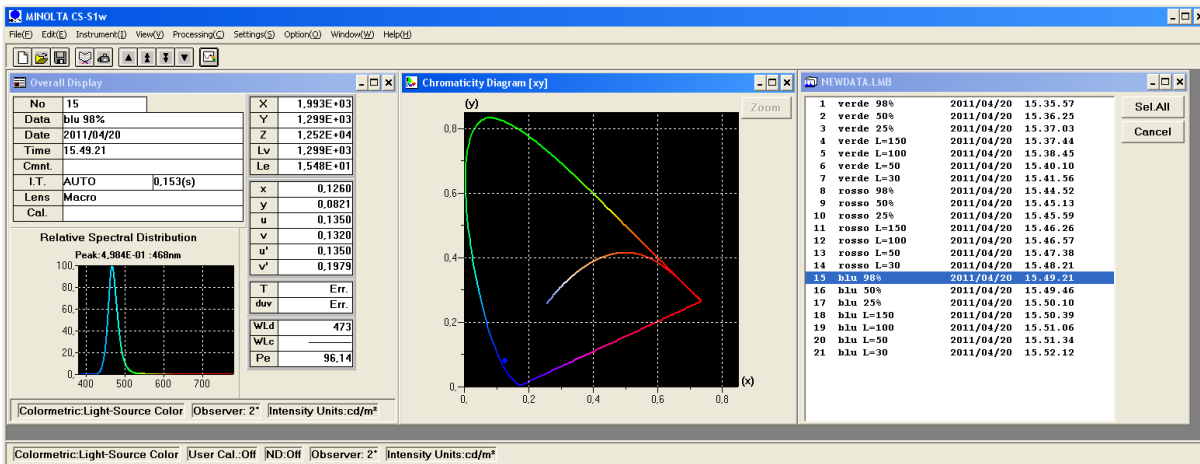 MINOLTA CS-S1w
File(F) Edit(E) Instrument(I) View(V) Processing(C) Settings(S) Option(O) Window(W) Help(H)
Overall Display
No 15
Data blu 98%
Date 2011/04/20
Time 15.49.21
Cmnt.
I.T. AUTO 0,153(s)
Lens Macro
Cal.
X 1,993E+03
Y 1,299E+03
Z 1,252E+04
Lv 1,299E+03
Le 1,548E+01
x 0,1260
y 0,0821
u 0,1350
v 0,1320
u' 0,1350
v' 0,1979
T Err.
duv Err.
WLd 473
WLc ———
Pe 96,14
Relative Spectral Distribution
Peak:4,984E-01 :468nm
100,
80,
60,
40,
20,
0,
400 500 600 700
Colormetric:Light-Source Color Observer: 2° Intensity Units:cd/m²
Chromaticity Diagram [xy]
Zoom
(y)
0,8
0,6
0,4
0,2
0,
0, 0,2 0,4 0,6 0,8
(x)
NEWDATA.LMB
1 verde 98% 2011/04/20 15.35.57
2 verde 50% 2011/04/20 15.36.25
3 verde 25% 2011/04/20 15.37.03
4 verde L=150 2011/04/20 15.37.44
5 verde L=100 2011/04/20 15.38.45
6 verde L=50 2011/04/20 15.40.10
7 verde L=30 2011/04/20 15.41.56
8 rosso 98% 2011/04/20 15.44.52
9 rosso 50% 2011/04/20 15.45.13
10 rosso 25% 2011/04/20 15.45.59
11 rosso L=150 2011/04/20 15.46.26
12 rosso L=100 2011/04/20 15.46.57
13 rosso L=50 2011/04/20 15.47.38
14 rosso L=30 2011/04/20 15.48.21
15 blu 98% 2011/04/20 15.49.21
16 blu 50% 2011/04/20 15.49.46
17 blu 25% 2011/04/20 15.50.10
18 blu L=150 2011/04/20 15.50.39
19 blu L=100 2011/04/20 15.51.06
20 blu L=50 2011/04/20 15.51.34
21 blu L=30 2011/04/20 15.52.12
Sel.All
Cancel
Colormetric:Light-Source Color User Cal.:Off ND:Off Observer: 2° Intensity Units:cd/m²